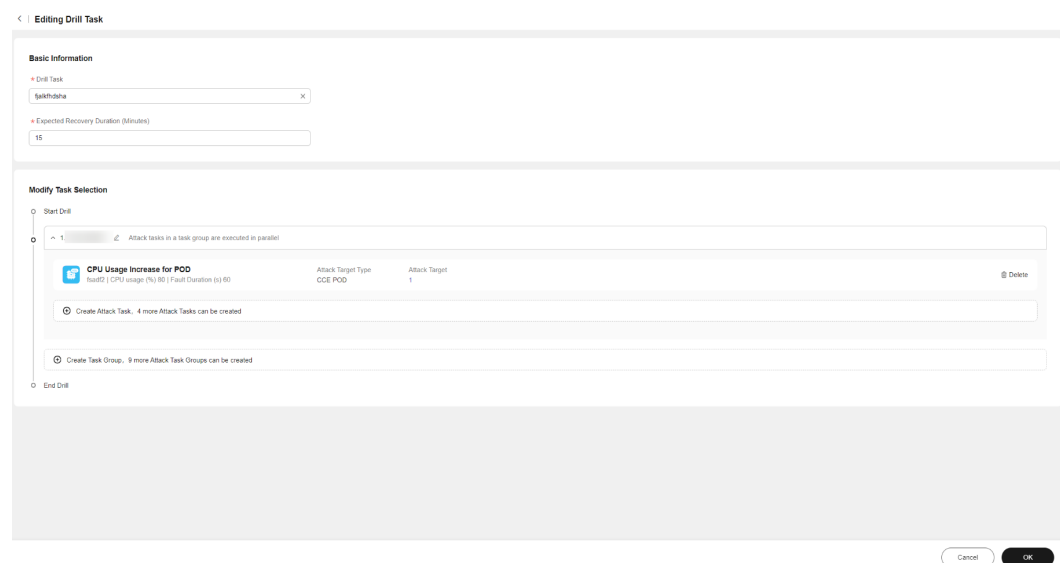 Editing Drill Task
Basic Information
* Drill Task
fjalkfhdsha
* Expected Recovery Duration (Minutes)
15
Modify Task Selection
Start Drill
1. Attack tasks in a task group are executed in parallel
CPU Usage Increase for POD
fsadf2 | CPU usage (%) 80 | Fault Duration (s) 60
Attack Target Type
CCE POD
Attack Target
1
Delete
Create Attack Task, 4 more Attack Tasks can be created
Create Task Group, 9 more Attack Task Groups can be created
End Drill
Cancel
OK